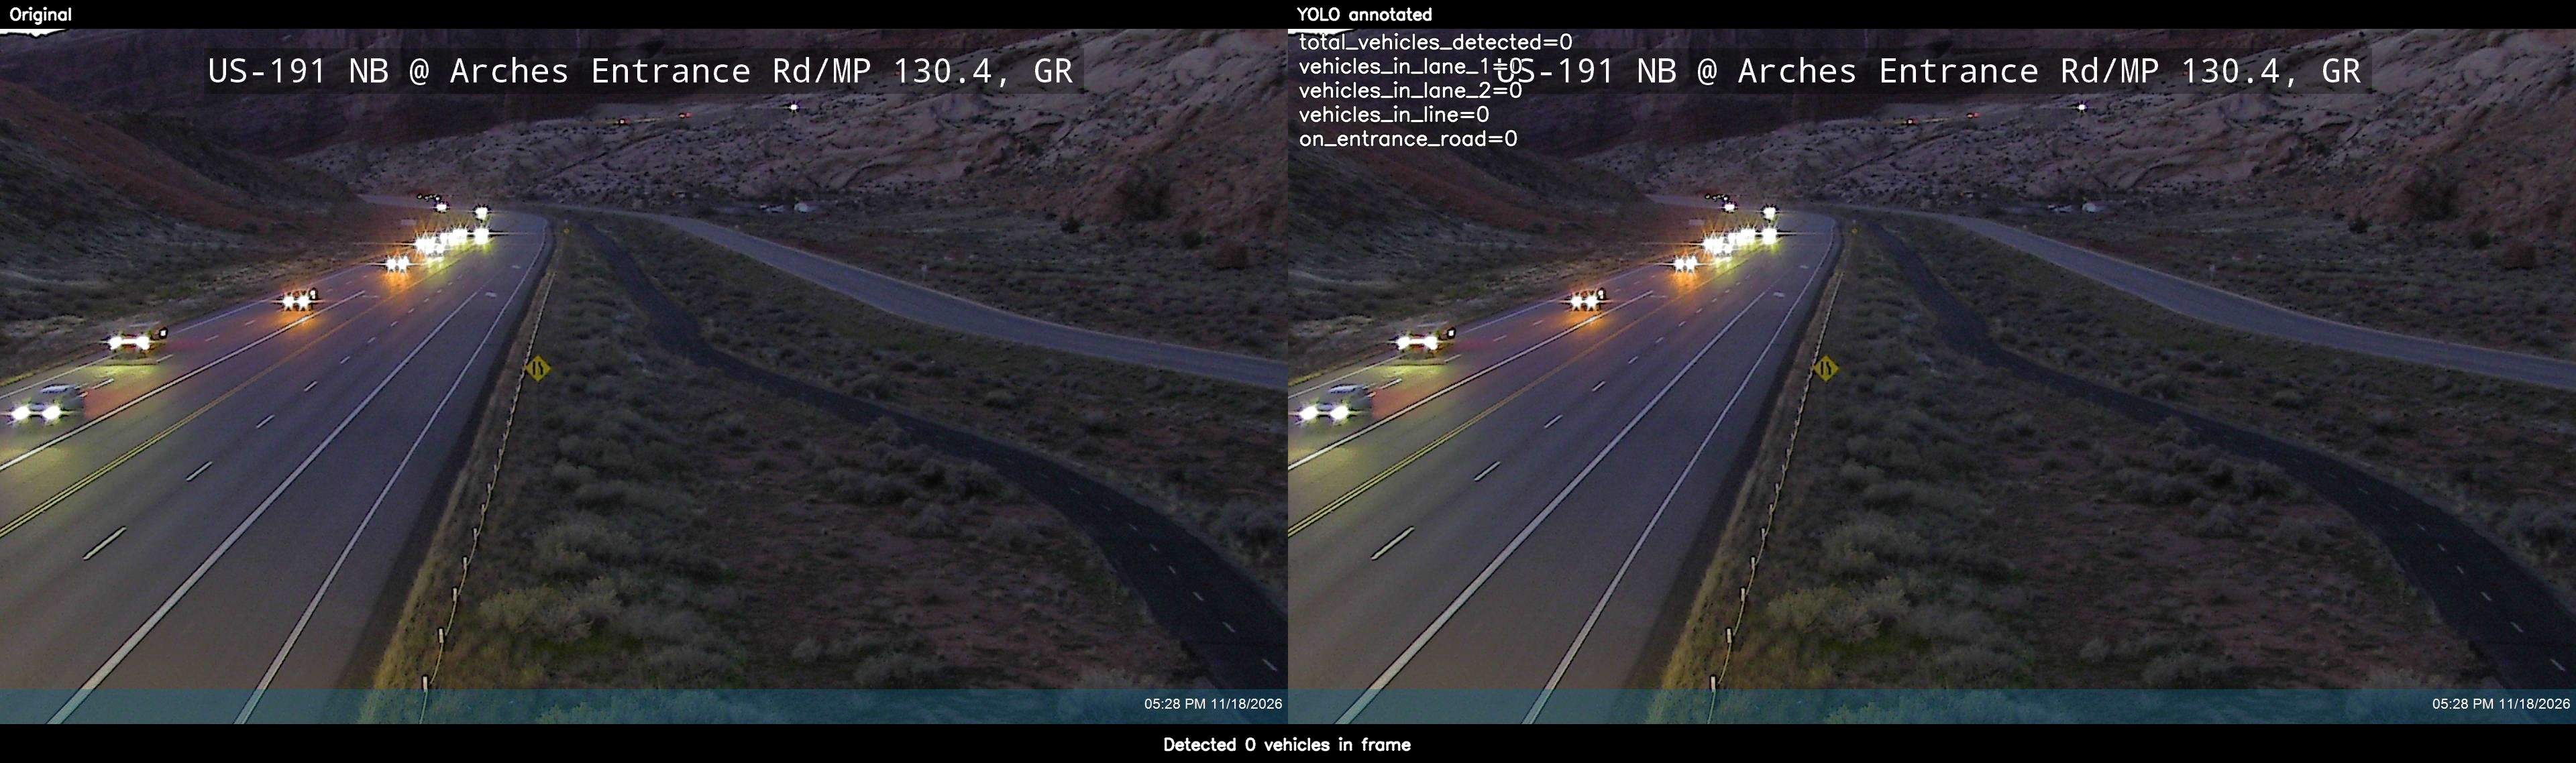 Original
US-191 NB @ Arches Entrance Rd/MP 130.4, GR
05:28 PM 11/18/2026
YOLO annotated
total_vehicles_detected=0
vehicles_in_lane_1=0
US-191 NB @ Arches Entrance Rd/MP 130.4, GR
vehicles_in_lane_2=0
vehicles_in_line=0
on_entrance_road=0
05:28 PM 11/18/2026
Detected 0 vehicles in frame